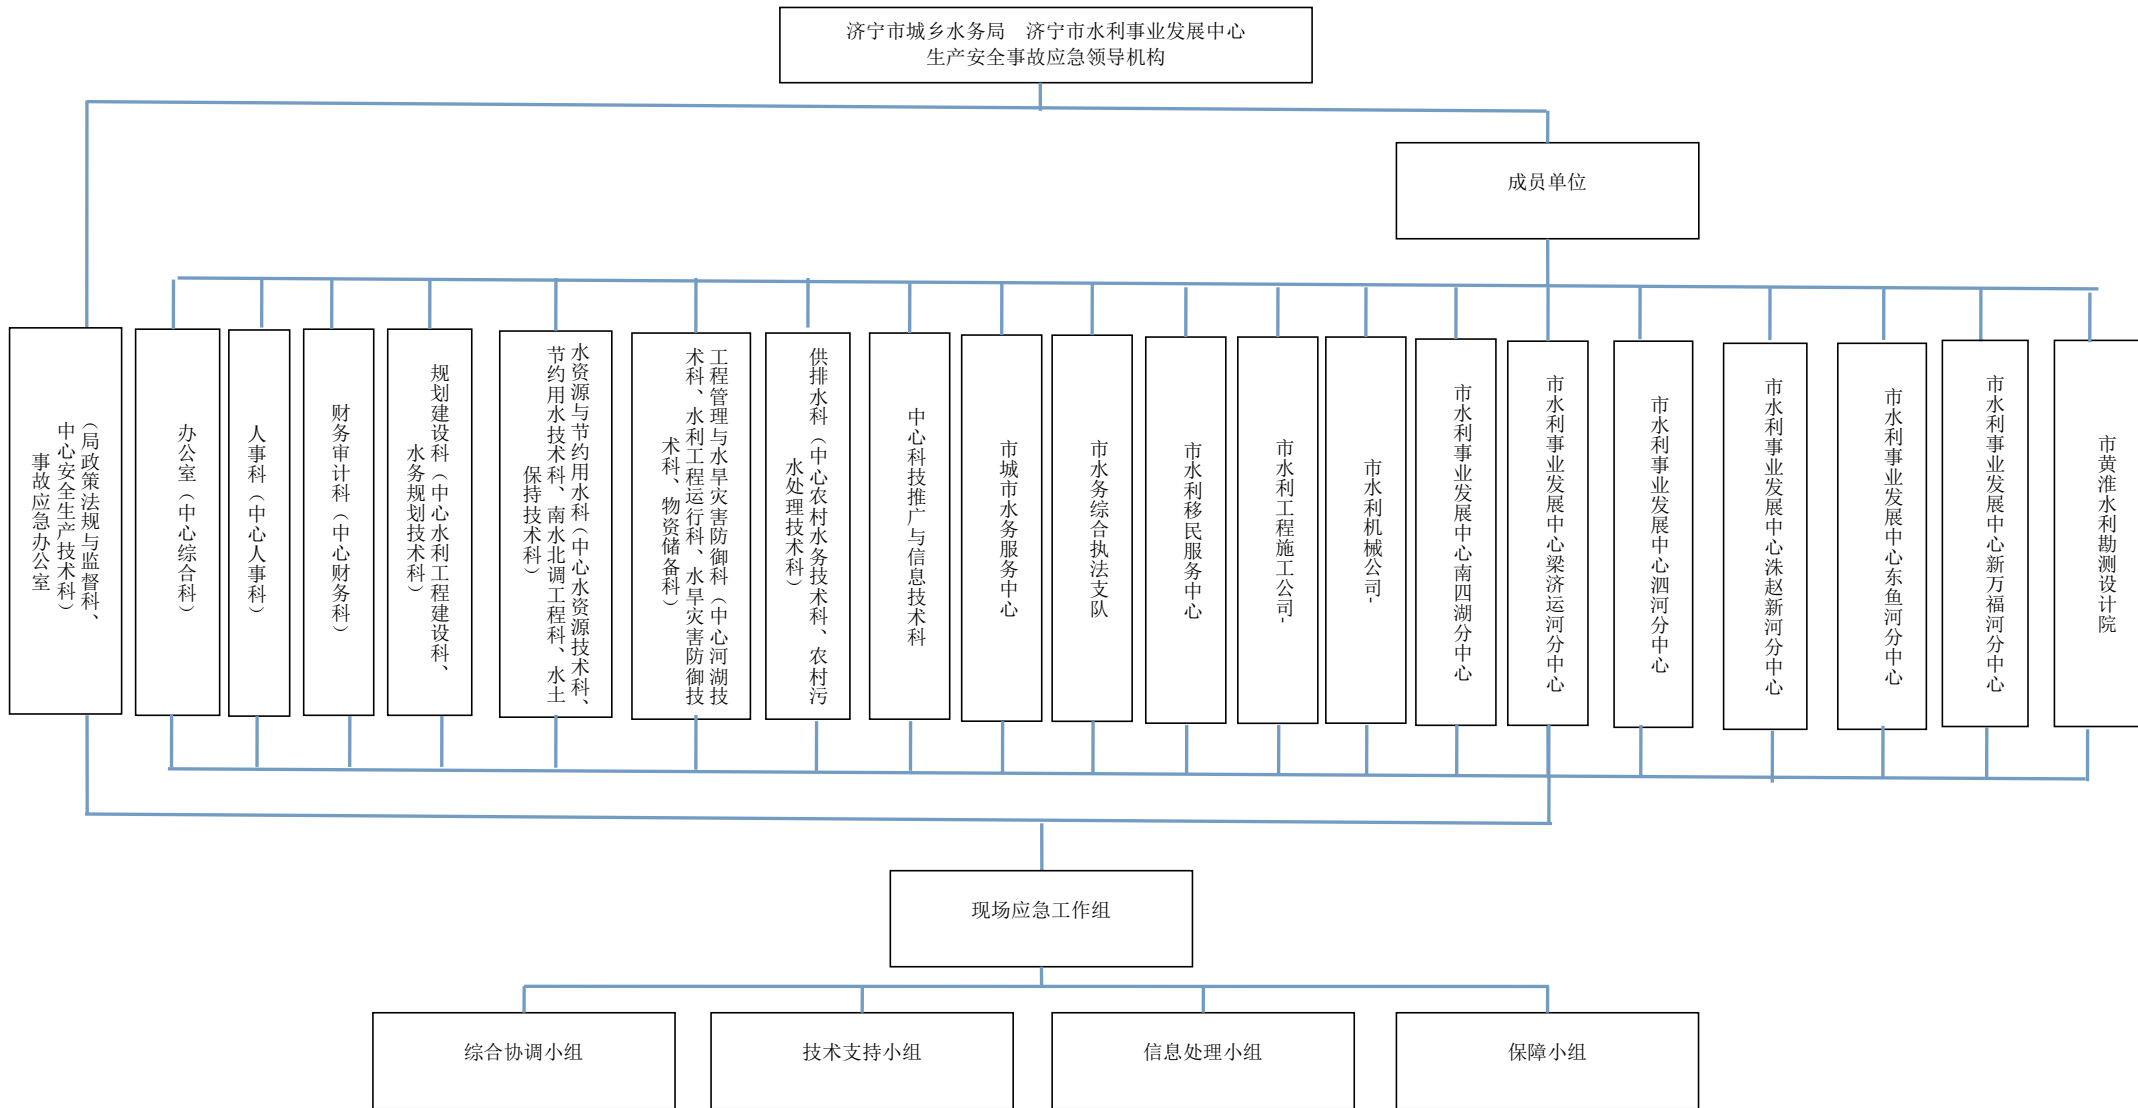 济宁市城乡水务局　济宁市水利事业发展中心
生产安全事故应急领导机构
成员单位
（局政策法规与监督科、
中心安全生产技术科）
事故应急办公室
办公室（中心综合科）
人事科（中心人事科）
财务审计科（中心财务科）
规划建设科（中心水利工程建设科、
水务规划技术科）
水资源与节约用水科（中心水资源技术科、
节约用水技术科、南水北调工程科、水土
保持技术科）
工程管理与水旱灾害防御科（中心河湖技
术科、水利工程运行科、水旱灾害防御技
术科、物资储备科）
供排水科（中心农村水务技术科、农村污
水处理技术科）
中心科技推广与信息技术科
市城市水务服务中心
市水务综合执法支队
市水利移民服务中心
市水利工程施工公司-
市水利机械公司-
市水利事业发展中心南四湖分中心
市水利事业发展中心梁济运河分中心
市水利事业发展中心泗河分中心
市水利事业发展中心洙赵新河分中心
市水利事业发展中心东鱼河分中心
市水利事业发展中心新万福河分中心
市黄淮水利勘测设计院
现场应急工作组
综合协调小组
技术支持小组
信息处理小组
保障小组